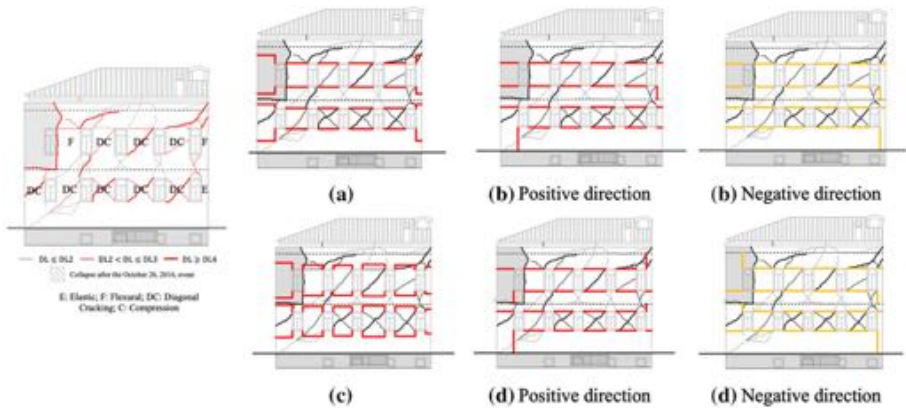 F DC DC DC F
DC DC DC DC DC E
DL ≤ DL2 DL2 < DL ≤ DL3 DL ≥ DL4
Collapse after the October 26, 2016, event
E: Elastic; F: Flexural; DC: Diagonal
Cracking; C: Compression
(a) (b) Positive direction (b) Negative direction
(c) (d) Positive direction (d) Negative direction